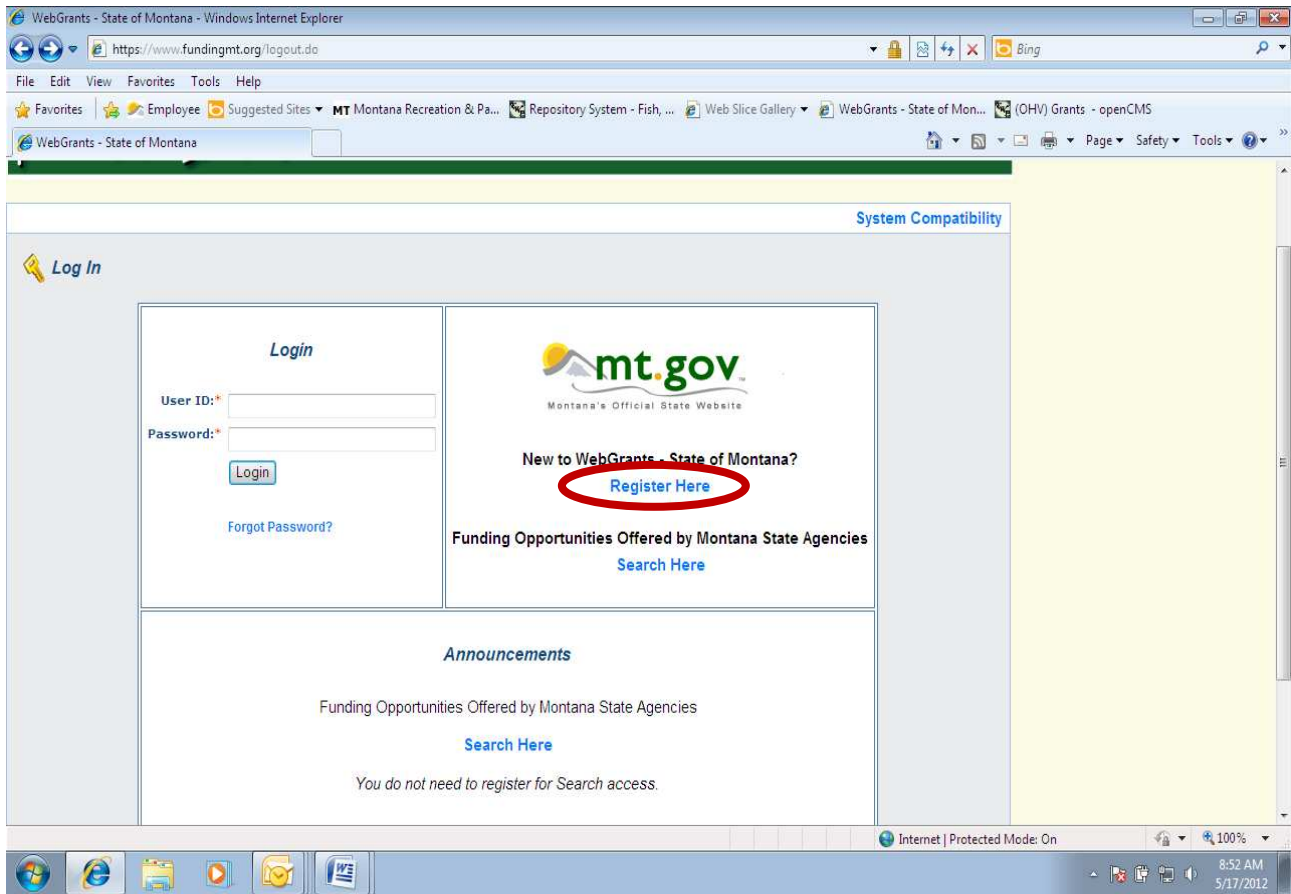 WebGrants - State of Montana - Windows Internet Explorer
https://www.fundingmt.org/logout.do
Bing
File Edit View Favorites Tools Help
Favorites Employee Suggested Sites MT Montana Recreation & Pa... Repository System - Fish, ... Web Slice Gallery WebGrants - State of Mon... (OHV) Grants - openCMS
WebGrants - State of Montana
Page Safety Tools
System Compatibility
Log In
Login
User ID:*
Password:*
Login
Forgot Password?
mt.gov
Montana's Official State Website
New to WebGrants - State of Montana?
Register Here
Funding Opportunities Offered by Montana State Agencies
Search Here
Announcements
Funding Opportunities Offered by Montana State Agencies
Search Here
You do not need to register for Search access.
Internet | Protected Mode: On
100%
8:52 AM
5/17/2012